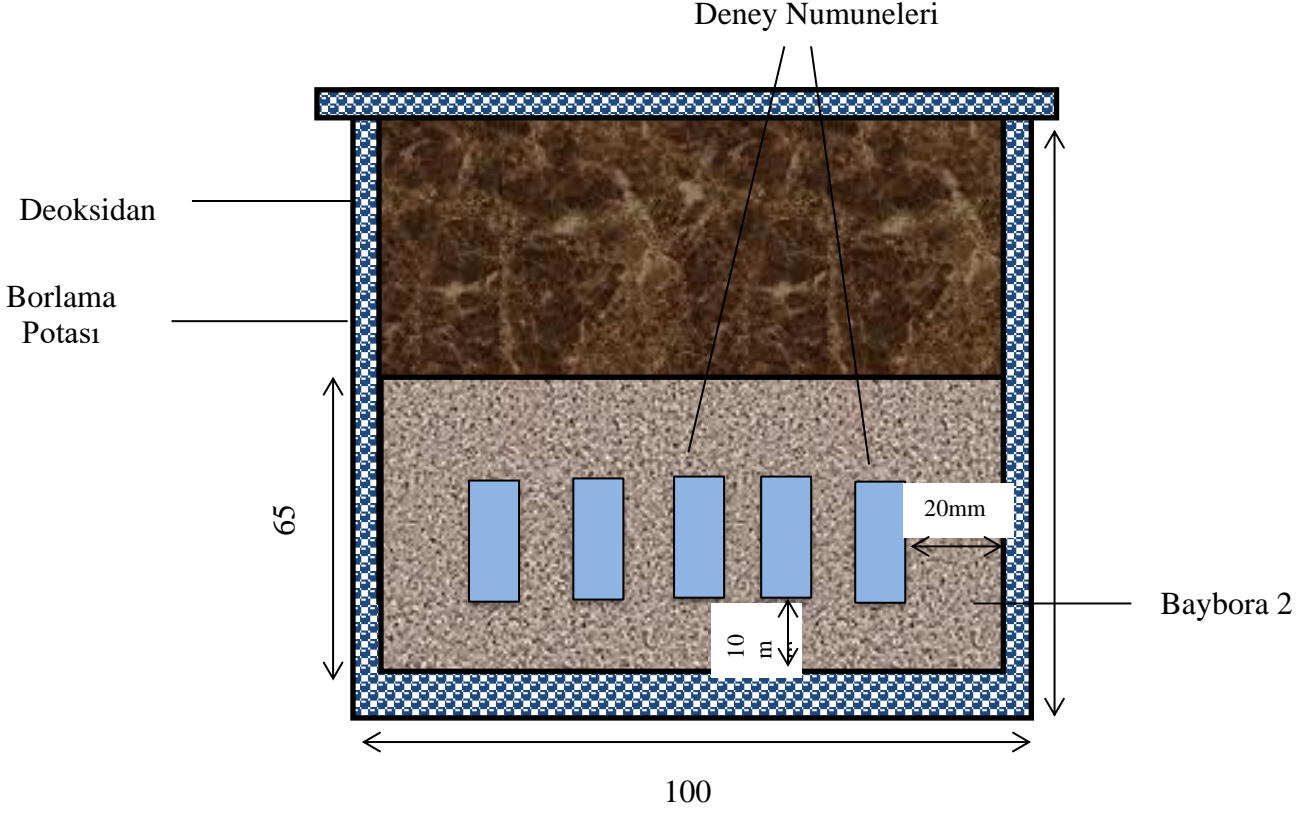 Deney Numuneleri
Deoksidan
Borlama
Potası
65
20mm
10
m
Baybora 2
100